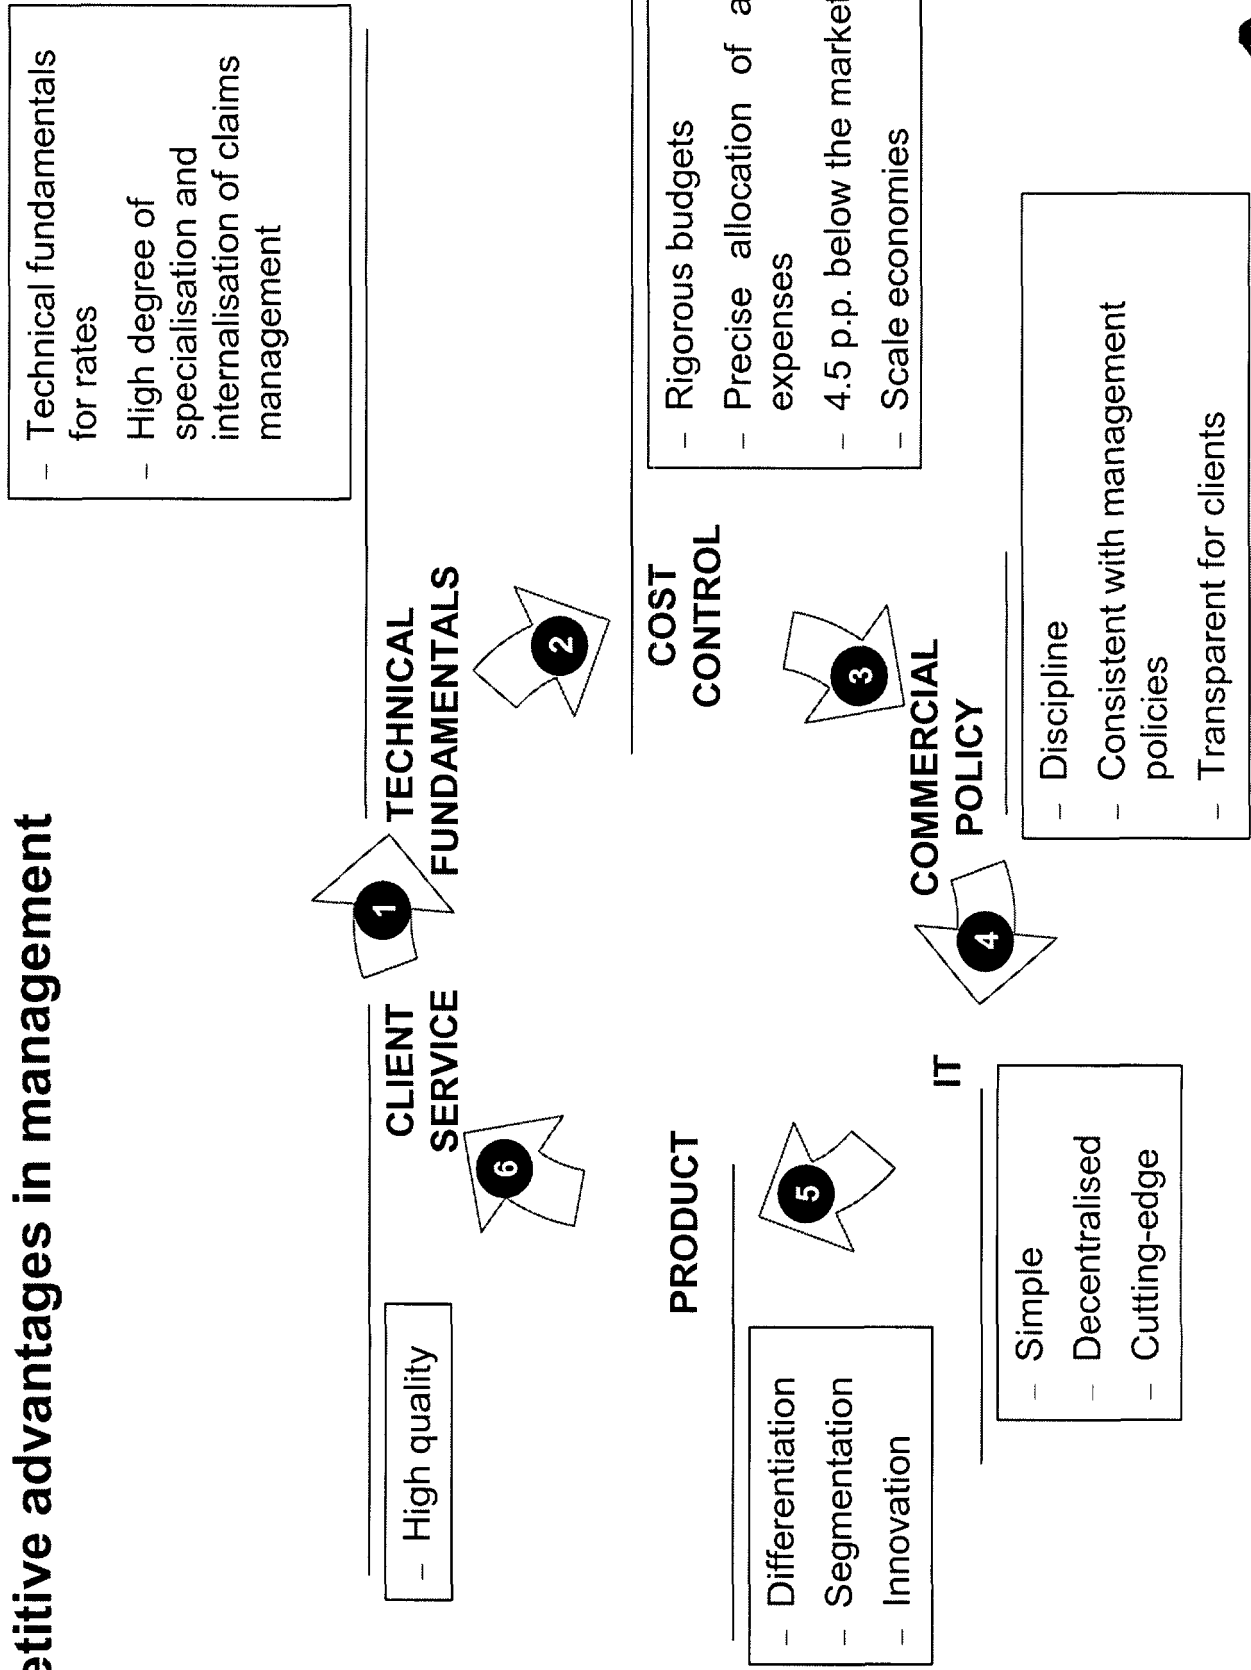 etitive advantages in management
– Technical fundamentals
for rates
– High degree of
specialisation and
internalisation of claims
management
1
TECHNICAL
FUNDAMENTALS
2
COST
CONTROL
– Rigorous budgets
– Precise allocation of a
expenses
– 4.5 p.p. below the market
– Scale economies
3
COMMERCIAL
POLICY
– Discipline
– Consistent with management
policies
– Transparent for clients
4
IT
– Simple
– Decentralised
– Cutting-edge
5
PRODUCT
– Differentiation
– Segmentation
– Innovation
6
CLIENT
SERVICE
– High quality